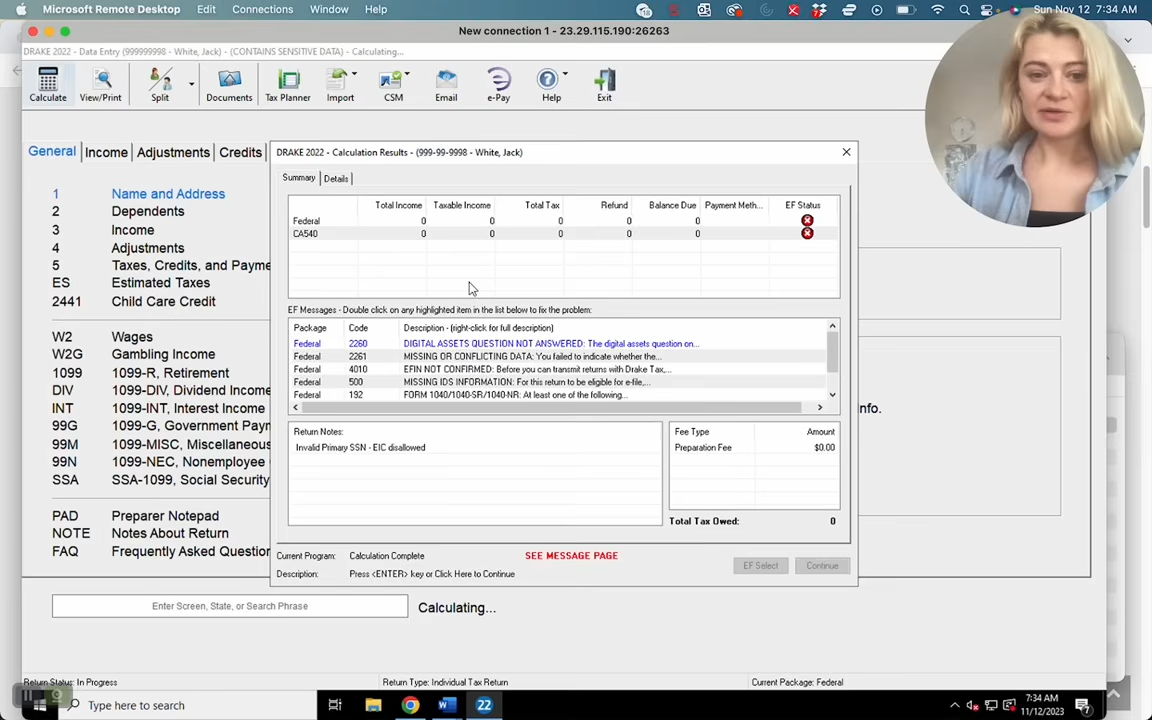 Microsoft Remote Desktop Edit Connections Window Help Sun Nov 12 7:34 AM
New connection 1 - 23.29.115.190:26263
DRAKE 2022 - Data Entry (999999998 - White, Jack) - (CONTAINS SENSITIVE DATA) - Calculating...
Calculate View/Print Split Documents Tax Planner Import CSM Email e-Pay Help Exit
General Income Adjustments Credits
1 Name and Address
2 Dependents
3 Income
4 Adjustments
5 Taxes, Credits, and Payme
ES Estimated Taxes
2441 Child Care Credit
W2 Wages
W2G Gambling Income
1099 1099-R, Retirement
DIV 1099-DIV, Dividend Income
INT 1099-INT, Interest Income
99G 1099-G, Government Paym
99M 1099-MISC, Miscellaneous
99N 1099-NEC, Nonemployee
SSA SSA-1099, Social Security
PAD Preparer Notepad
NOTE Notes About Return
FAQ Frequently Asked Question
DRAKE 2022 - Calculation Results - (999-99-9998 - White, Jack)
Summary Details
Total Income Taxable Income Total Tax Refund Balance Due Payment Meth... EF Status
Federal 0 0 0 0 0
CA540 0 0 0 0 0
EF Messages - Double click on any highlighted item in the list below to fix the problem:
Package Code Description - (right-click for full description)
Federal 2260 DIGITAL ASSETS QUESTION NOT ANSWERED: The digital assets question on...
Federal 2261 MISSING OR CONFLICTING DATA: You failed to indicate whether the...
Federal 4010 EFIN NOT CONFIRMED: Before you can transmit returns with Drake Tax,...
Federal 500 MISSING IDS INFORMATION: For this return to be eligible for e-file,...
Federal 192 FORM 1040/1040-SR/1040-NR: At least one of the following...
nfo.
Return Notes:
Invalid Primary SSN - EIC disallowed
Fee Type Amount
Preparation Fee $0.00
Total Tax Owed: 0
Current Program: Calculation Complete SEE MESSAGE PAGE
Description: Press <ENTER> key or Click Here to Continue
EF Select Continue
Enter Screen, State, or Search Phrase Calculating...
Return Status: In Progress Return Type: Individual Tax Return Current Package: Federal
Type here to search 22
7:34 AM
11/12/2023
7